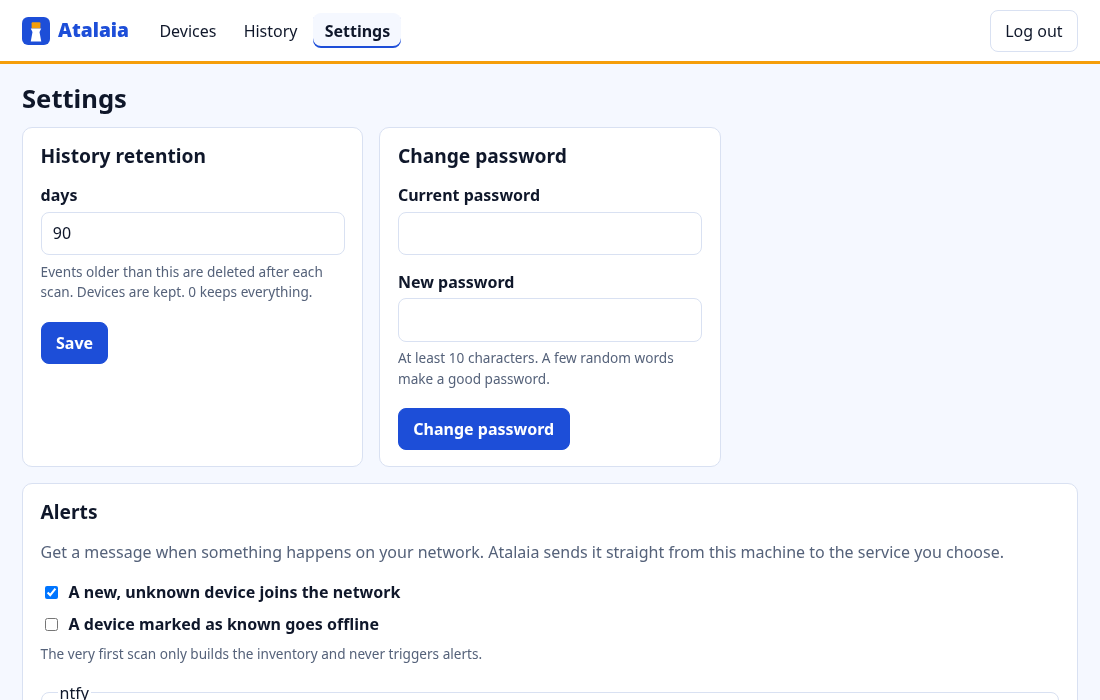 Atalaia
Devices
History
Settings
Log out
Settings
History retention
days
90
Events older than this are deleted after each
scan. Devices are kept. 0 keeps everything.
Save
Change password
Current password
New password
At least 10 characters. A few random words
make a good password.
Change password
Alerts
Get a message when something happens on your network. Atalaia sends it straight from this machine to the service you choose.
A new, unknown device joins the network
A device marked as known goes offline
The very first scan only builds the inventory and never triggers alerts.
ntfy